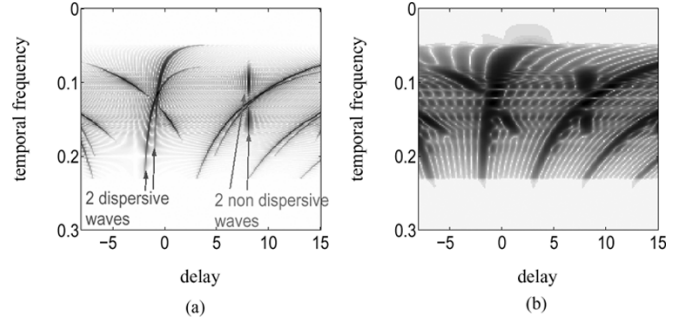 0
0.1
0.2
0.3
temporal frequency
2 dispersive
waves
2 non dispersive
waves
−5
0
5
10
15
delay
(a)
0
0.1
0.2
0.3
temporal frequency
−5
0
5
10
15
delay
(b)